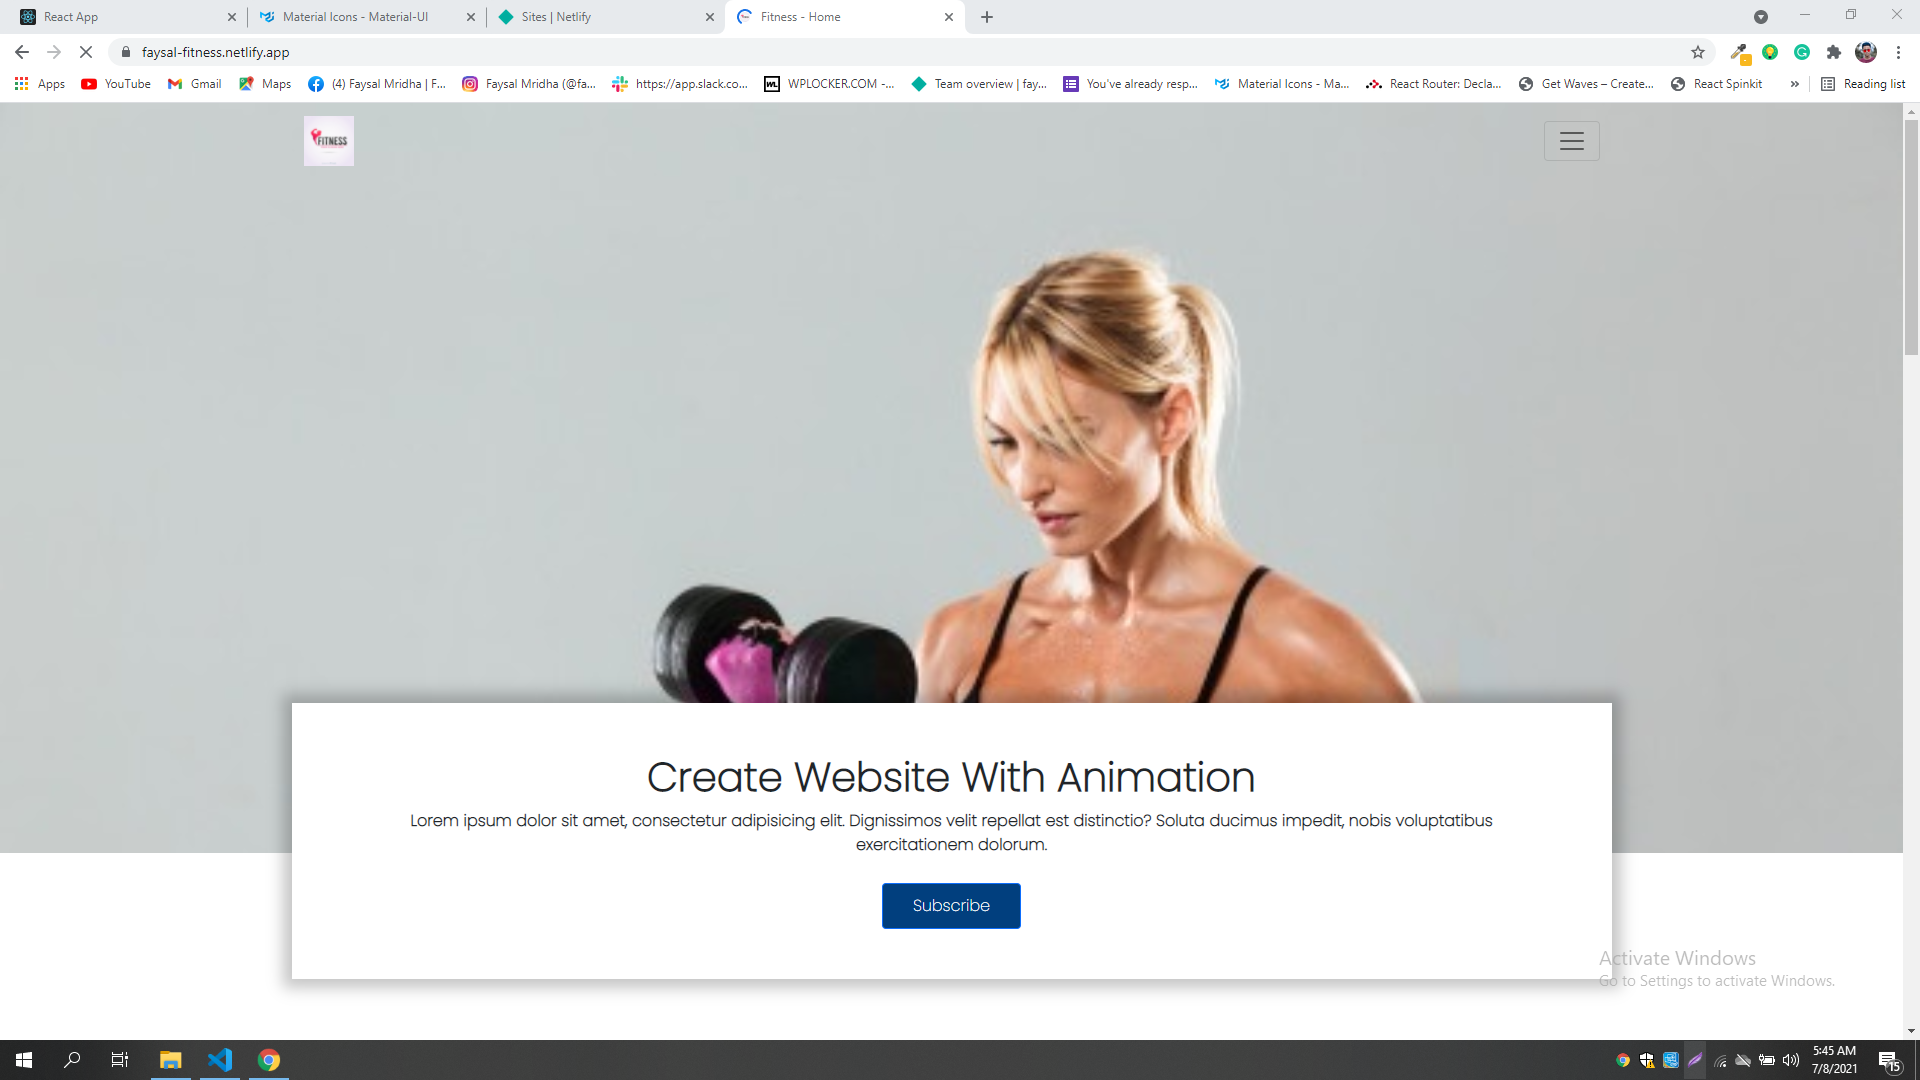 React App
Material Icons - Material-UI
Sites | Netlify
Fitness - Home
faysal-fitness.netlify.app
Apps
YouTube
Gmail
Maps
(4) Faysal Mridha | F...
Faysal Mridha (@fa...
https://app.slack.co...
WL
WPLOCKER.COM -...
Team overview | fay...
You've already resp...
Material Icons - Ma...
React Router: Decla...
Get Waves – Create...
React Spinkit
»
Reading list
FITNESS
Create Website With Animation
Lorem ipsum dolor sit amet, consectetur adipisicing elit. Dignissimos velit repellat est distinctio? Soluta ducimus impedit, nobis voluptatibus
exercitationem dolorum.
Subscribe
Activate Windows
Go to Settings to activate Windows.
5:45 AM
7/8/2021
15